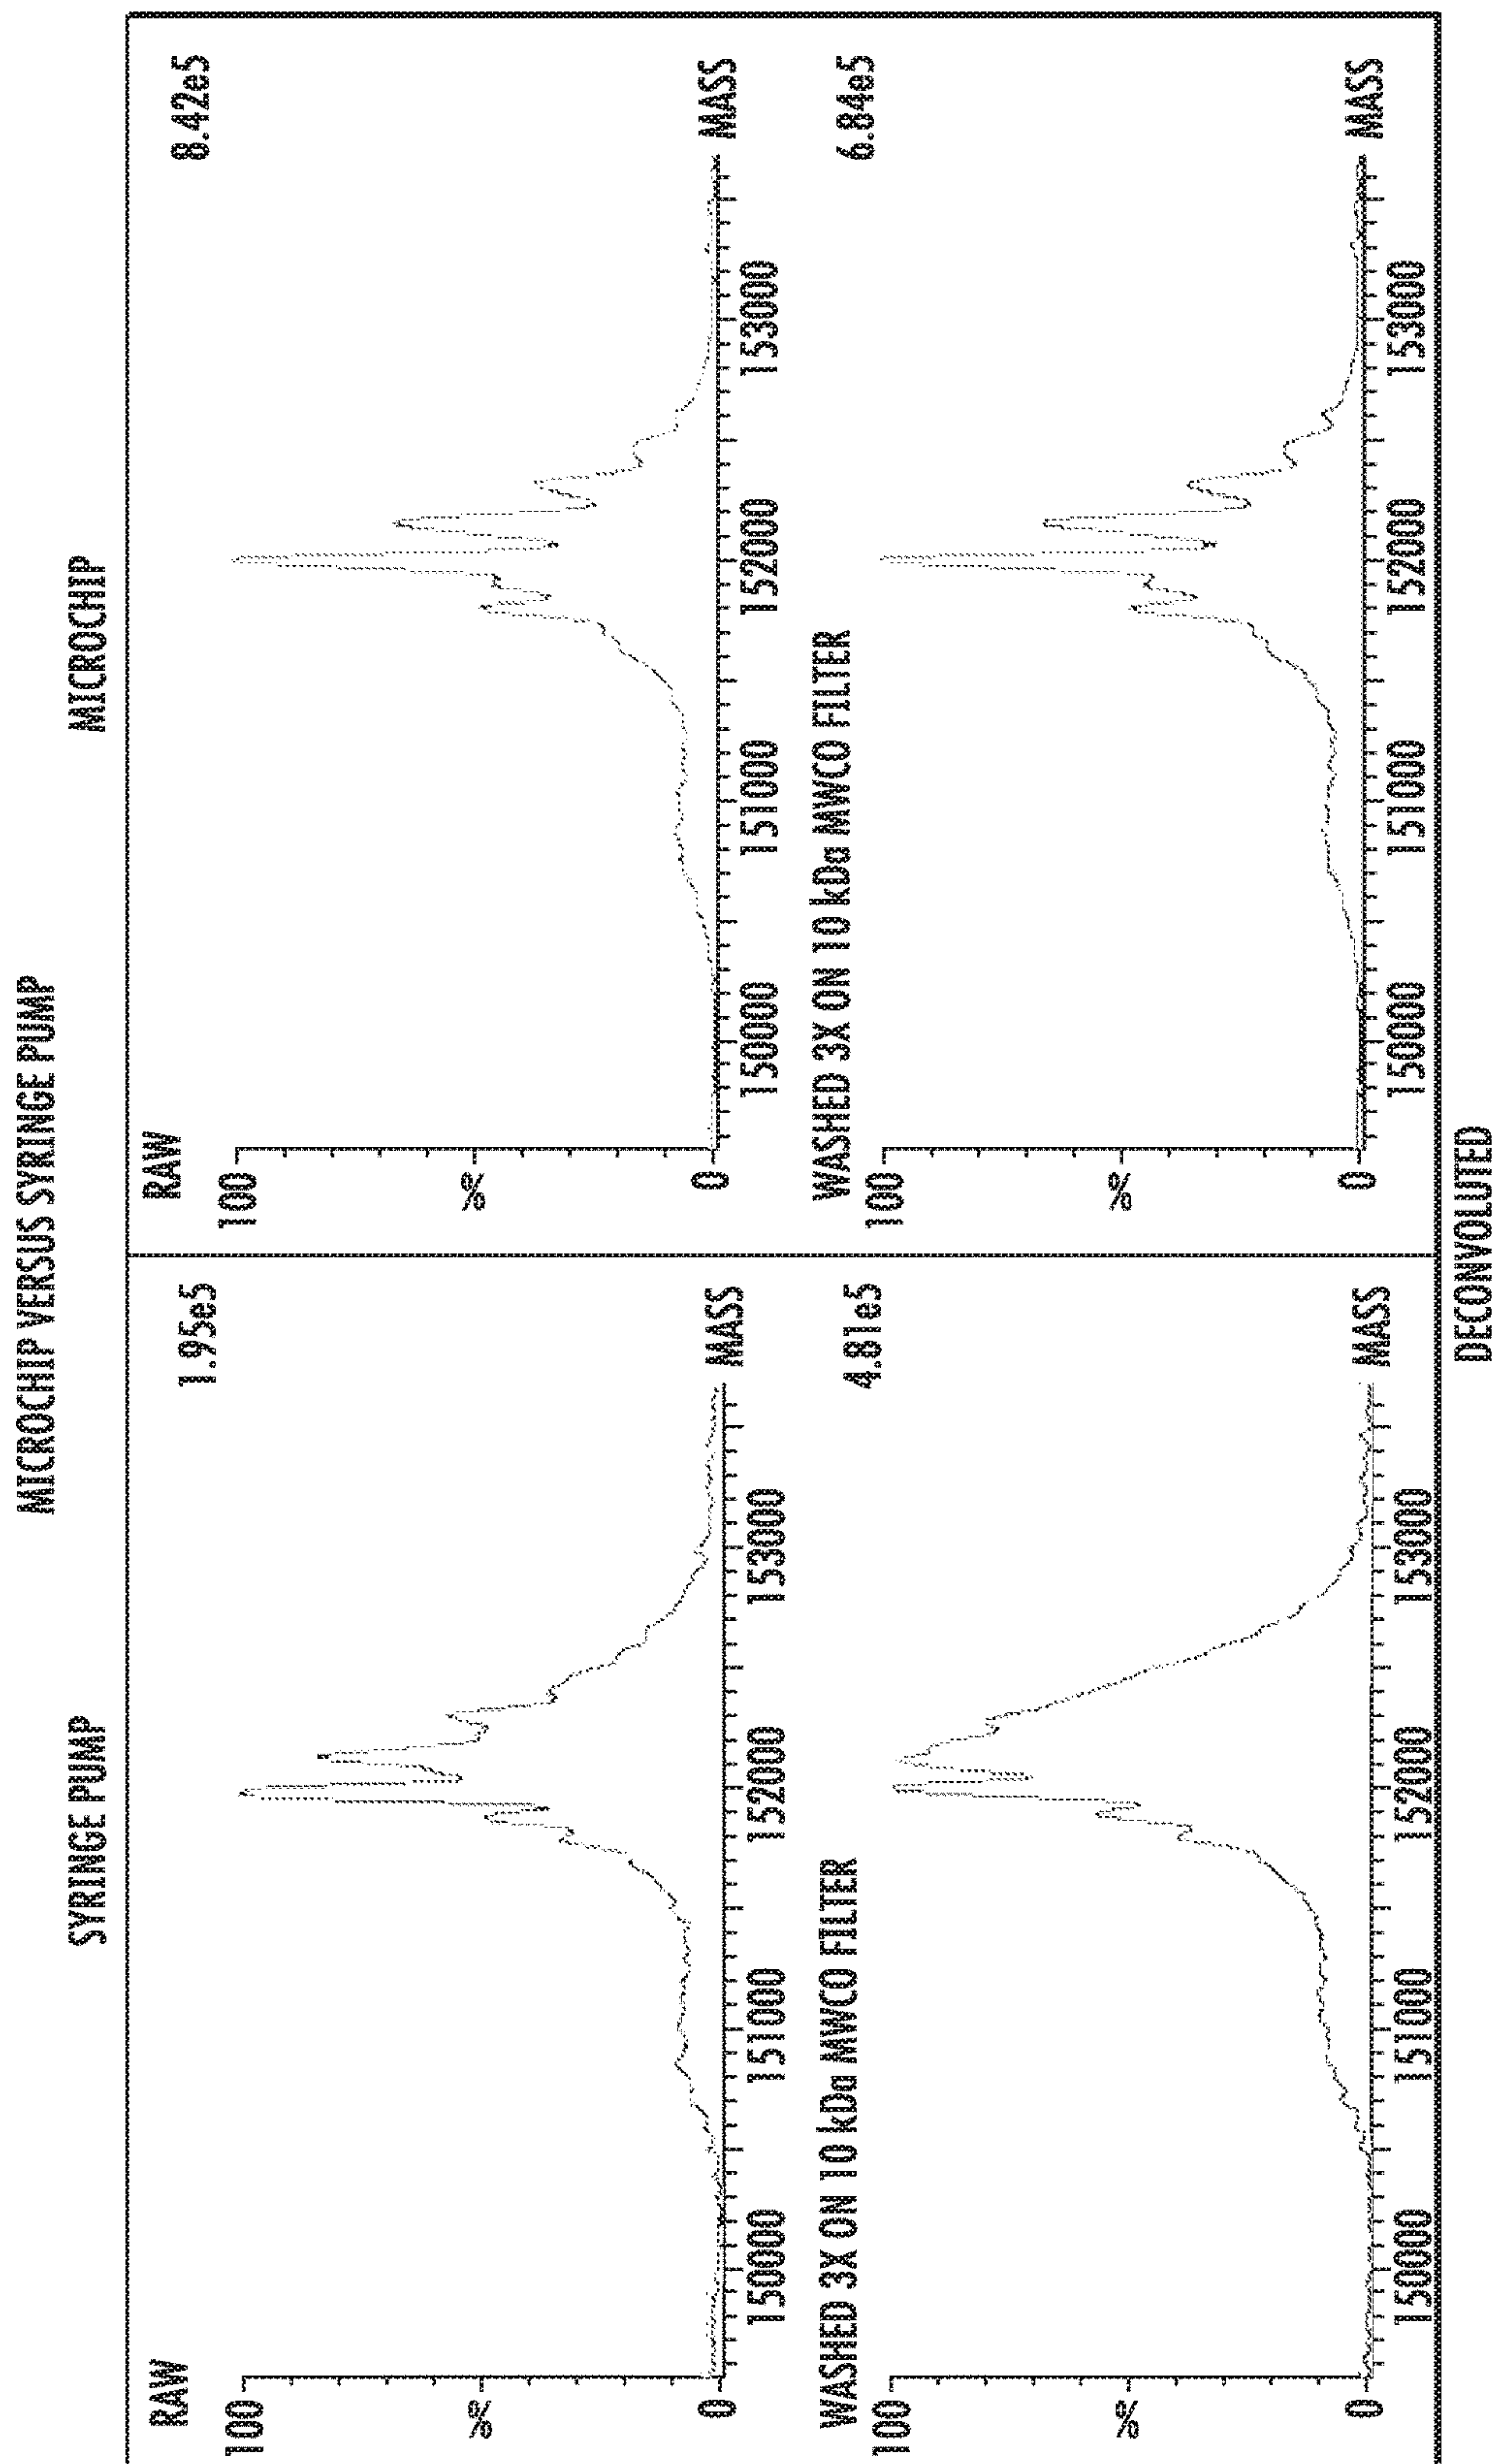 MICROCHIP VERSUS SYRINGE PUMP
SYRINGE PUMP
MICROCHIP
RAW
1.95e5
100
%
0
150000 151000 152000 153000
MASS
WASHED 3X ON 10 kDa MWCO FILTER
4.81e5
100
%
0
150000 151000 152000 153000
MASS
RAW
8.42e5
100
%
0
150000 151000 152000 153000
MASS
WASHED 3X ON 10 kDa MWCO FILTER
6.84e5
100
%
0
150000 151000 152000 153000
MASS
DECONVOLUTED